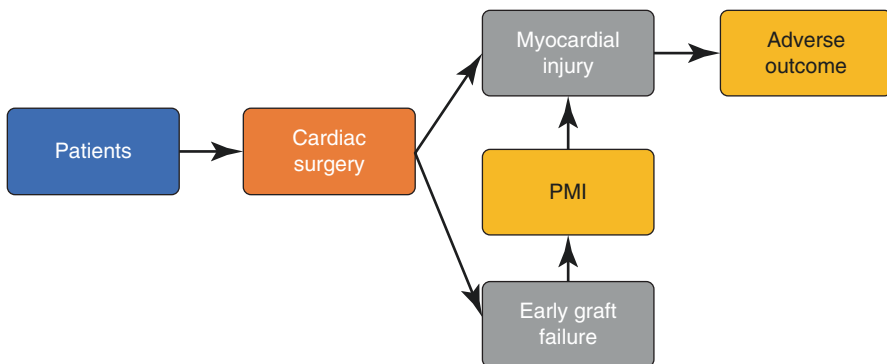 Patients
Cardiac
surgery
Myocardial
injury
Adverse
outcome
PMI
Early graft
failure